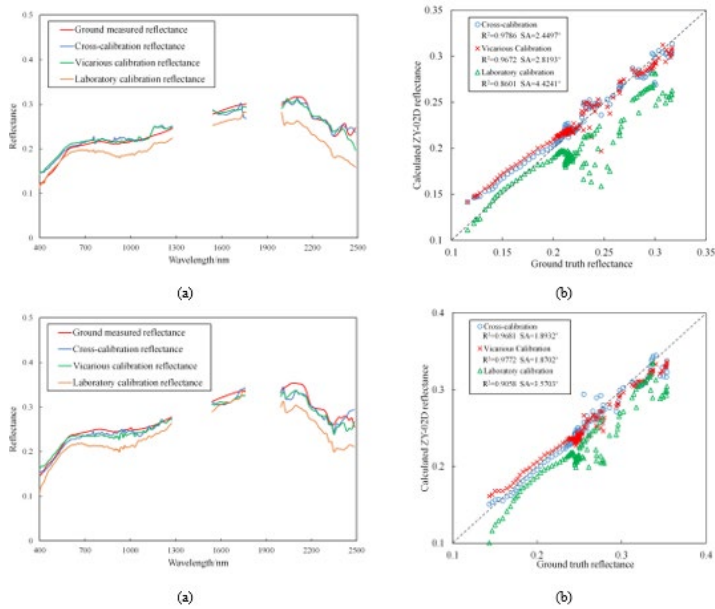 0.5
0.4
0.3
0.2
0.1
0
Reflectance
Ground measured reflectance
Cross-calibration reflectance
Vicarious calibration reflectance
Laboratory calibration reflectance
400 700 1000 1300 1600 1900 2200 2500
Wavelength/nm
(a)
0.35
0.3
0.25
0.2
0.15
0.1
Calculated ZY-02D reflectance
Cross-calibration
R²=0.9786 SA=2.4497°
Vicarious Calibration
R²=0.9672 SA=2.8193°
Laboratory calibration
R²=0.8601 SA=4.4241°
0.1 0.15 0.2 0.25 0.3 0.35
Ground truth reflectance
(b)
0.5
0.4
0.3
0.2
0.1
0
Reflectance
Ground measured reflectance
Cross-calibration reflectance
Vicarious calibration reflectance
Laboratory calibration reflectance
400 700 1000 1300 1600 1900 2200 2500
Wavelength/nm
(a)
0.4
0.3
0.2
0.1
Calculated ZY-02D reflectance
Cross-calibration
R²=0.9681 SA=1.8932°
Vicarious Calibration
R²=0.9772 SA=1.8702°
Laboratory calibration
R²=0.9058 SA=3.5703°
0.1 0.2 0.3 0.4
Ground truth reflectance
(b)